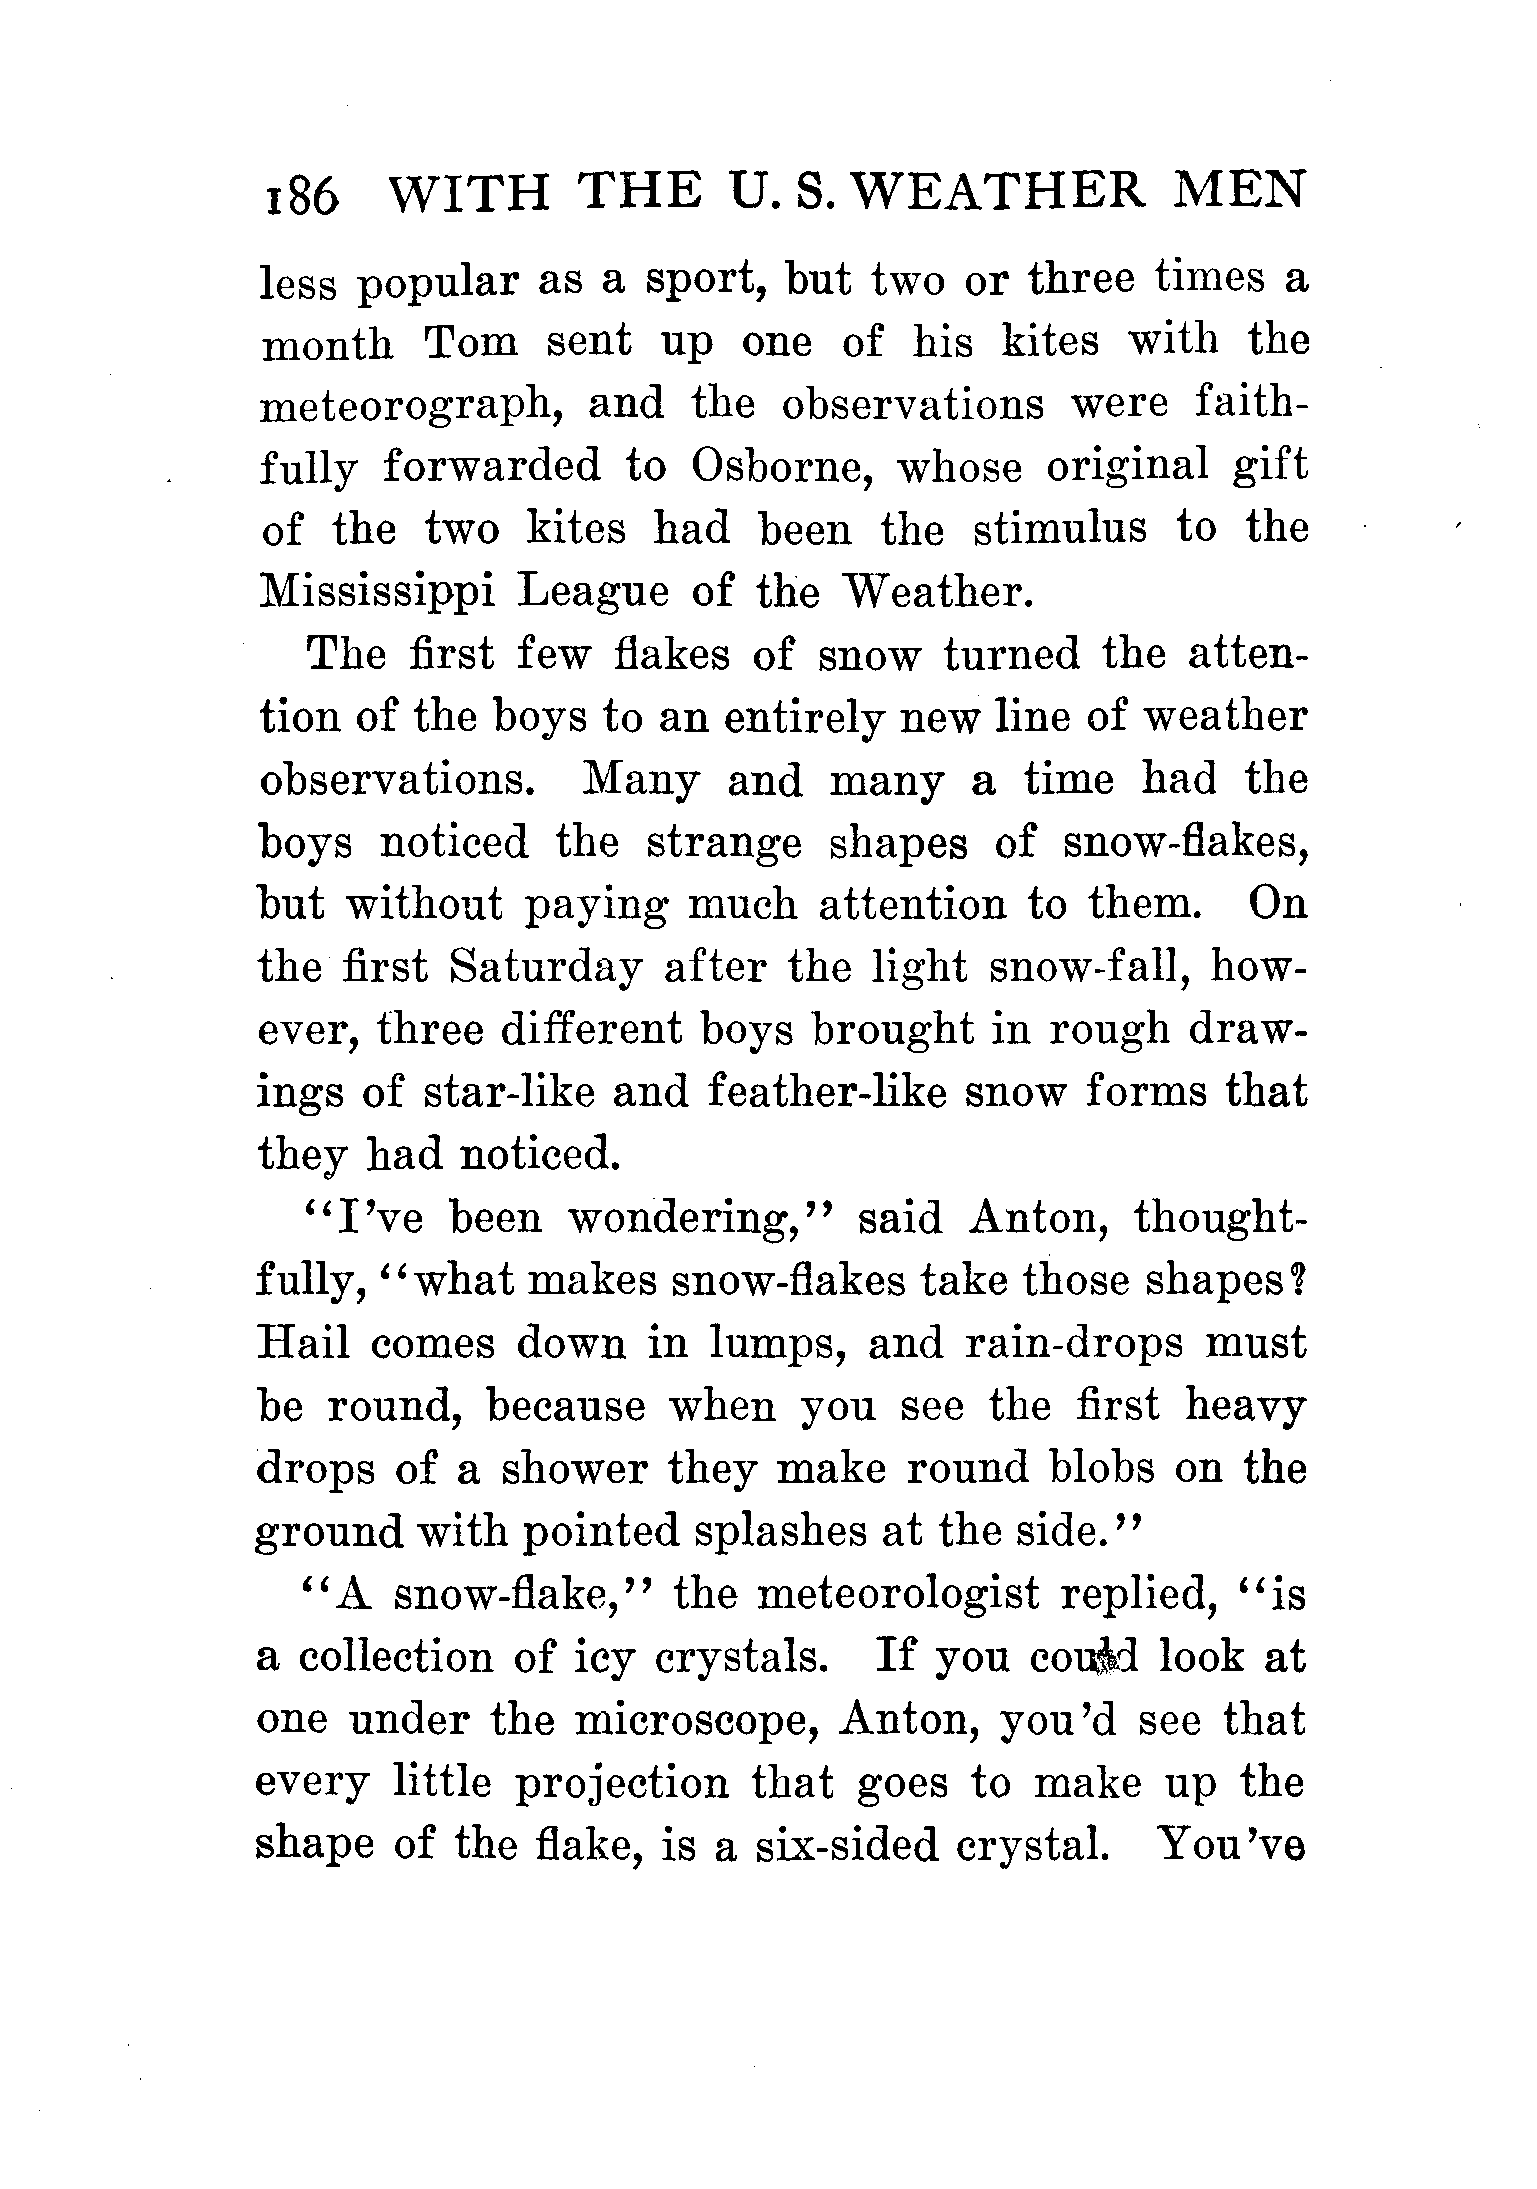 186 WITH THE U. S. WEATHER MEN
less popular as a sport, but two or three times a
month Tom sent up one of his kites with the
meteorograph, and the observations were faith-
fully forwarded to Osborne, whose original gift
of the two kites had been the stimulus to the
Mississippi League of the Weather.
The first few flakes of snow turned the atten-
tion of the boys to an entirely new line of weather
observations. Many and many a time had the
boys noticed the strange shapes of snow-flakes,
but without paying much attention to them. On
the first Saturday after the light snow-fall, how-
ever, three different boys brought in rough draw-
ings of star-like and feather-like snow forms that
they had noticed.
"I've been wondering," said Anton, thought-
fully, "what makes snow-flakes take those shapes?
Hail comes down in lumps, and rain-drops must
be round, because when you see the first heavy
drops of a shower they make round blobs on the
ground with pointed splashes at the side."
"A snow-flake," the meteorologist replied, "is
a collection of icy crystals. If you could look at
one under the microscope, Anton, you'd see that
every little projection that goes to make up the
shape of the flake, is a six-sided crystal. You've